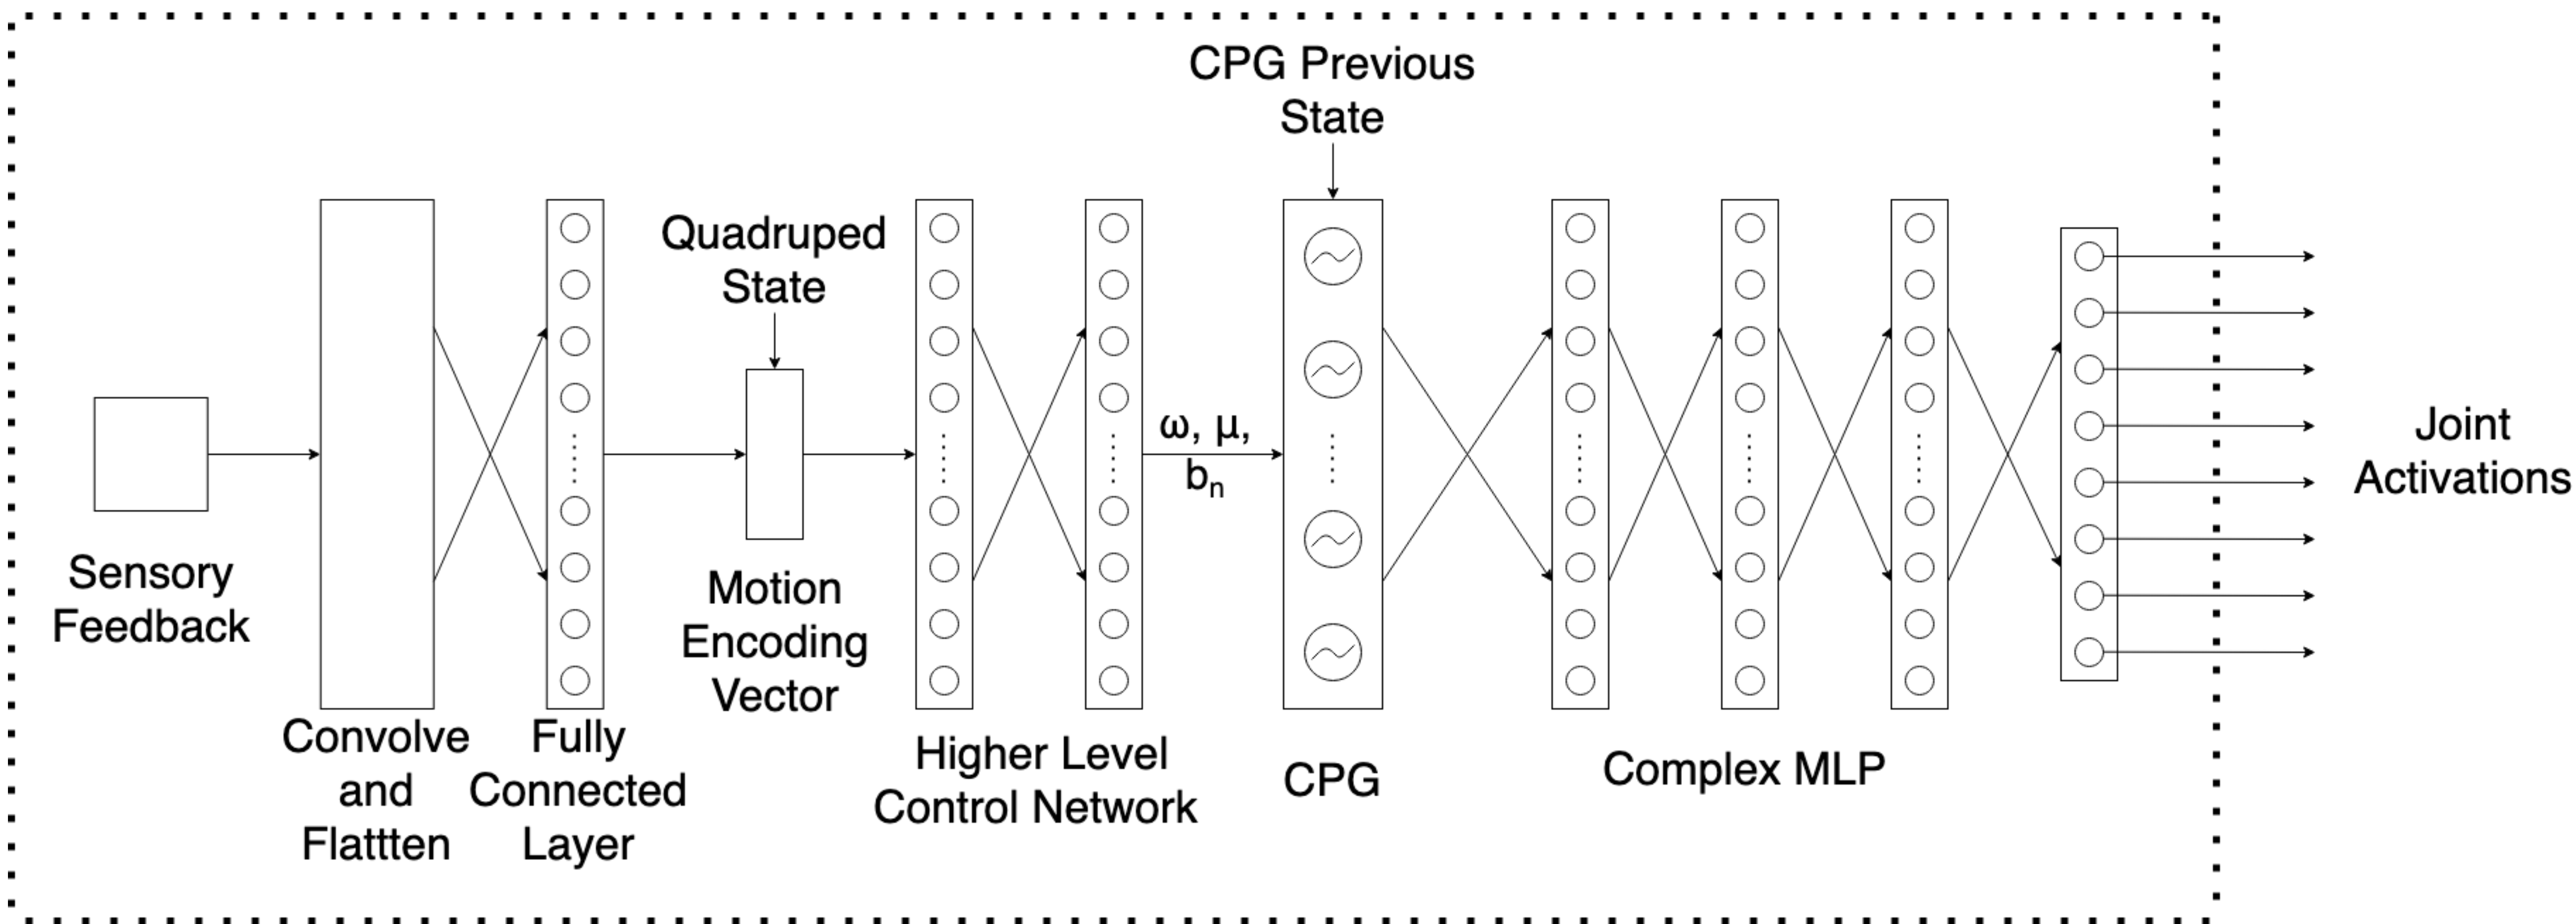 CPG Previous
State
Quadruped
State
ω, μ,
bn
Joint
Activations
Sensory
Feedback
Motion
Encoding
Vector
Convolve
and
Flattten
Fully
Connected
Layer
Higher Level
Control Network
CPG
Complex MLP